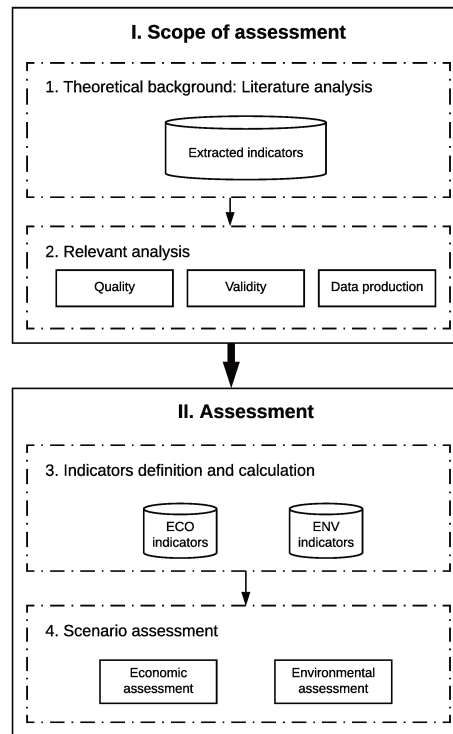 I. Scope of assessment
1. Theoretical background: Literature analysis
Extracted indicators
2. Relevant analysis
Quality
Validity
Data production
II. Assessment
3. Indicators definition and calculation
ECO
indicators
ENV
indicators
4. Scenario assessment
Economic
assessment
Environmental
assessment